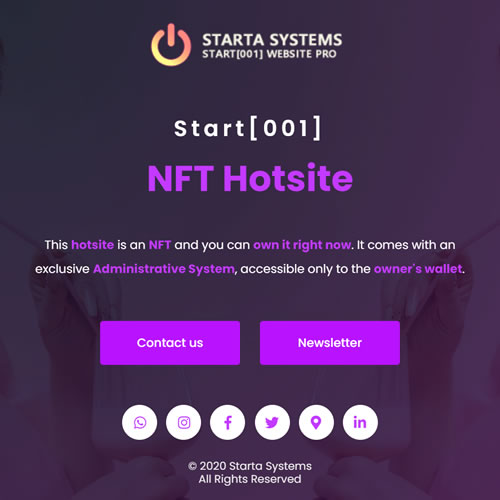 STARTA SYSTEMS
START[001] WEBSITE PRO
Start[001]
NFT Hotsite
This hotsite is an NFT and you can own it right now. It comes with an
exclusive Administrative System, accessible only to the owner's wallet.
Contact us
Newsletter
© 2020 Starta Systems
All Rights Reserved